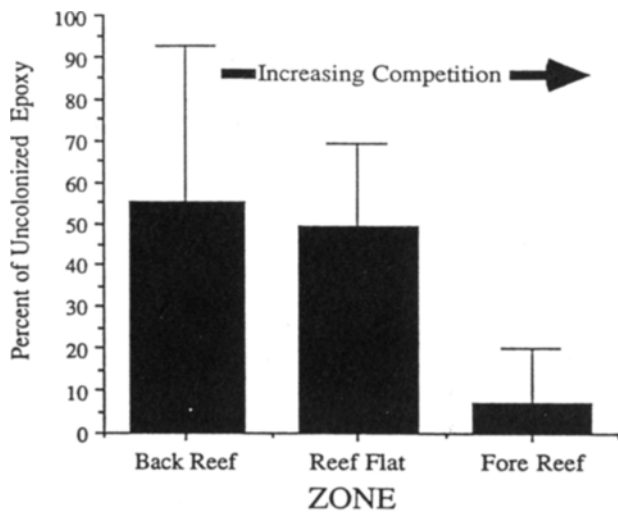 Percent of Uncolonized Epoxy
100
90
80
70
60
50
40
30
20
10
0
Increasing Competition
Back Reef
Reef Flat
Fore Reef
ZONE